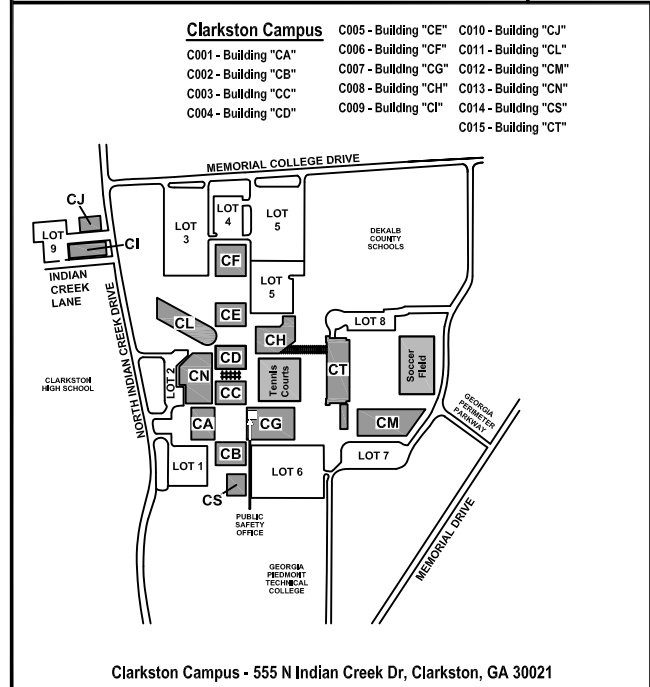 Clarkston Campus
C001 - Building "CA"
C002 - Building "CB"
C003 - Building "CC"
C004 - Building "CD"
C005 - Building "CE"
C006 - Building "CF"
C007 - Building "CG"
C008 - Building "CH"
C009 - Building "CI"
C010 - Building "CJ"
C011 - Building "CL"
C012 - Building "CM"
C013 - Building "CN"
C014 - Building "CS"
C015 - Building "CT"
MEMORIAL COLLEGE DRIVE
CJ
LOT
9
CI
INDIAN
CREEK
LANE
LOT
3
LOT
4
LOT
5
DEKALB
COUNTY
SCHOOLS
CF
LOT
5
CL
CE
CH
LOT 8
NORTH INDIAN CREEK DRIVE
CLARKSTON
HIGH SCHOOL
LOT 2
CN
CD
CC
Tennis
Courts
CT
Soccer
Field
CA
CG
CM
GEORGIA
PERIMETER
PARKWAY
CB
LOT 1
LOT 6
LOT 7
CS
PUBLIC
SAFETY
OFFICE
MEMORIAL DRIVE
GEORGIA
PIEDMONT
TECHNICAL
COLLEGE
Clarkston Campus - 555 N Indian Creek Dr, Clarkston, GA 30021